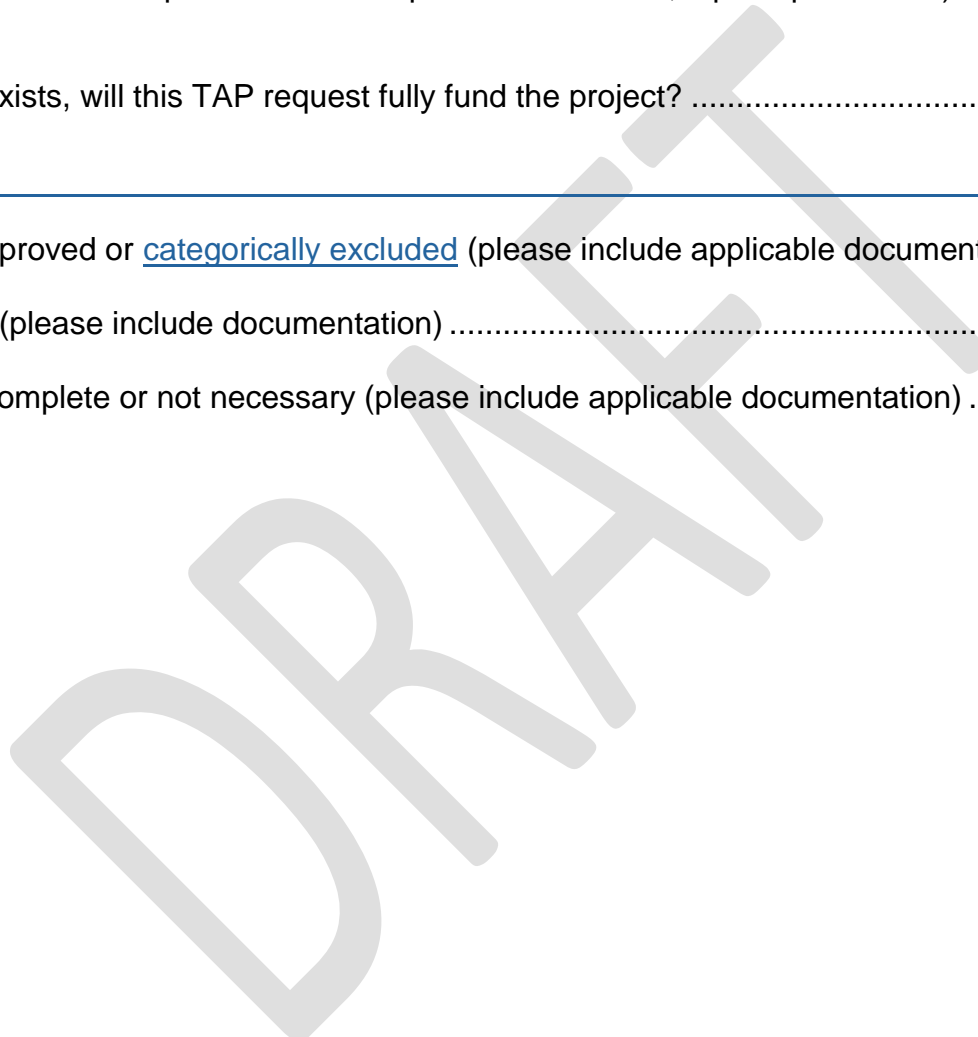 xists, will this TAP request fully fund the project? ................................
proved or categorically excluded (please include applicable document
(please include documentation) ...........................................................
omplete or not necessary (please include applicable documentation) .
DRAFT